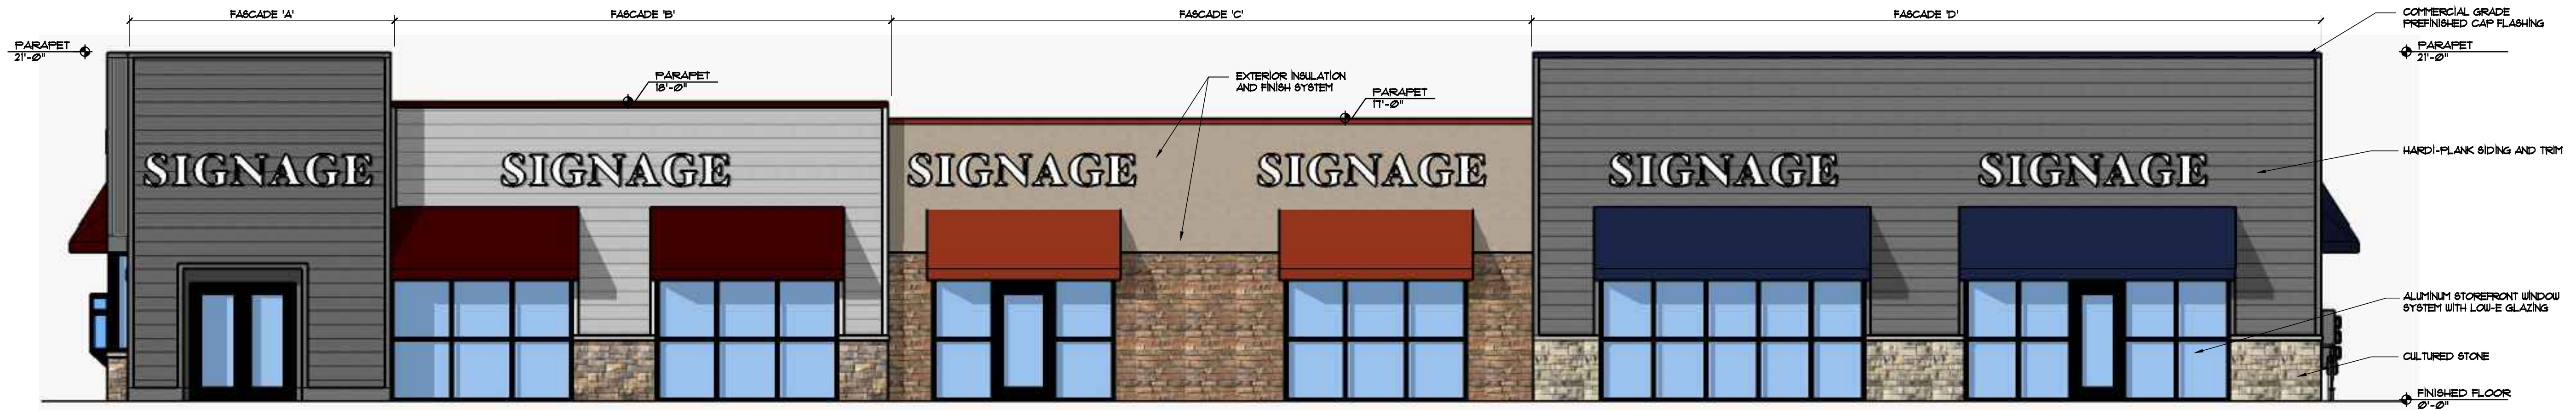 FASCADE 'A'
FASCADE 'B'
FASCADE 'C'
FASCADE 'D'
COMMERCIAL GRADE
PREFINISHED CAP FLASHING
PARAPET
21'-0"
PARAPET
18'-0"
EXTERIOR INSULATION
AND FINISH SYSTEM
PARAPET
17'-0"
PARAPET
21'-0"
SIGNAGE
SIGNAGE
SIGNAGE
SIGNAGE
SIGNAGE
SIGNAGE
HARDI-PLANK SIDING AND TRIM
ALUMINUM STOREFRONT WINDOW
SYSTEM WITH LOW-E GLAZING
CULTURED STONE
FINISHED FLOOR
0'-0"